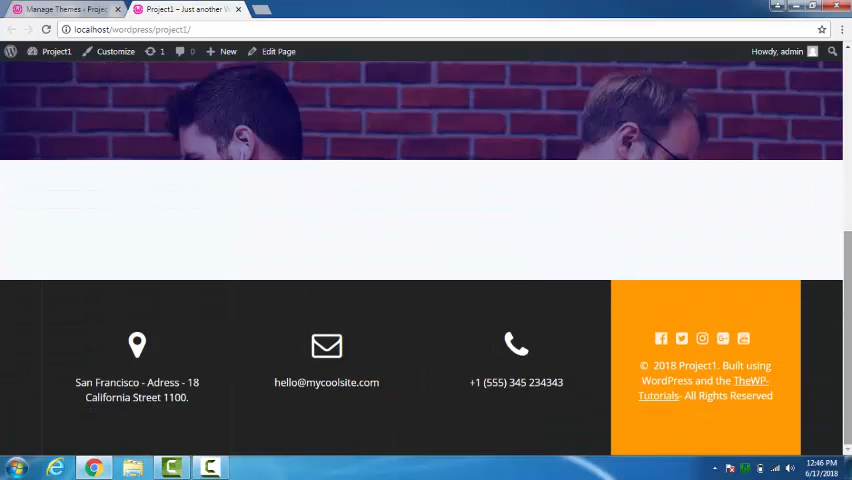 Manage Themes ‹ Projec
Project1 – Just another W
localhost/wordpress/project1/
Project1 Customize 1 0 New Edit Page Howdy, admin
San Francisco - Adress - 18
California Street 1100.
hello@mycoolsite.com
+1 (555) 345 234343
© 2018 Project1. Built using
WordPress and the TheWP-
Tutorials- All Rights Reserved
12:46 PM
6/17/2018